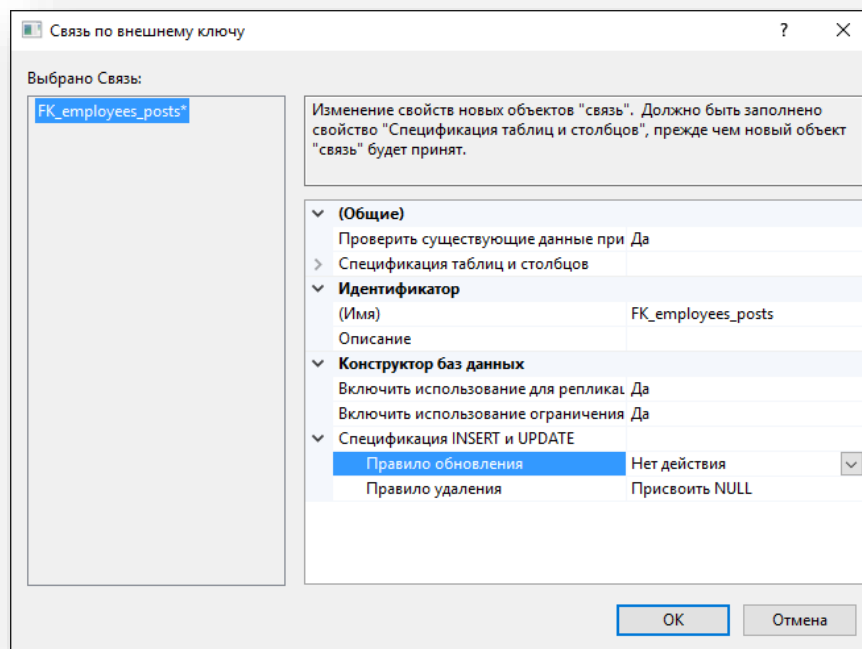 Связь по внешнему ключу
?
Выбрано Связь:
FK_employees_posts*
Изменение свойств новых объектов "связь". Должно быть заполнено
свойство "Спецификация таблиц и столбцов", прежде чем новый объект
"связь" будет принят.
(Общие)
Проверить существующие данные при Да
Спецификация таблиц и столбцов
Идентификатор
(Имя) FK_employees_posts
Описание
Конструктор баз данных
Включить использование для репликац Да
Включить использование ограничения Да
Спецификация INSERT и UPDATE
Правило обновления Нет действия
Правило удаления Присвоить NULL
OK Отмена